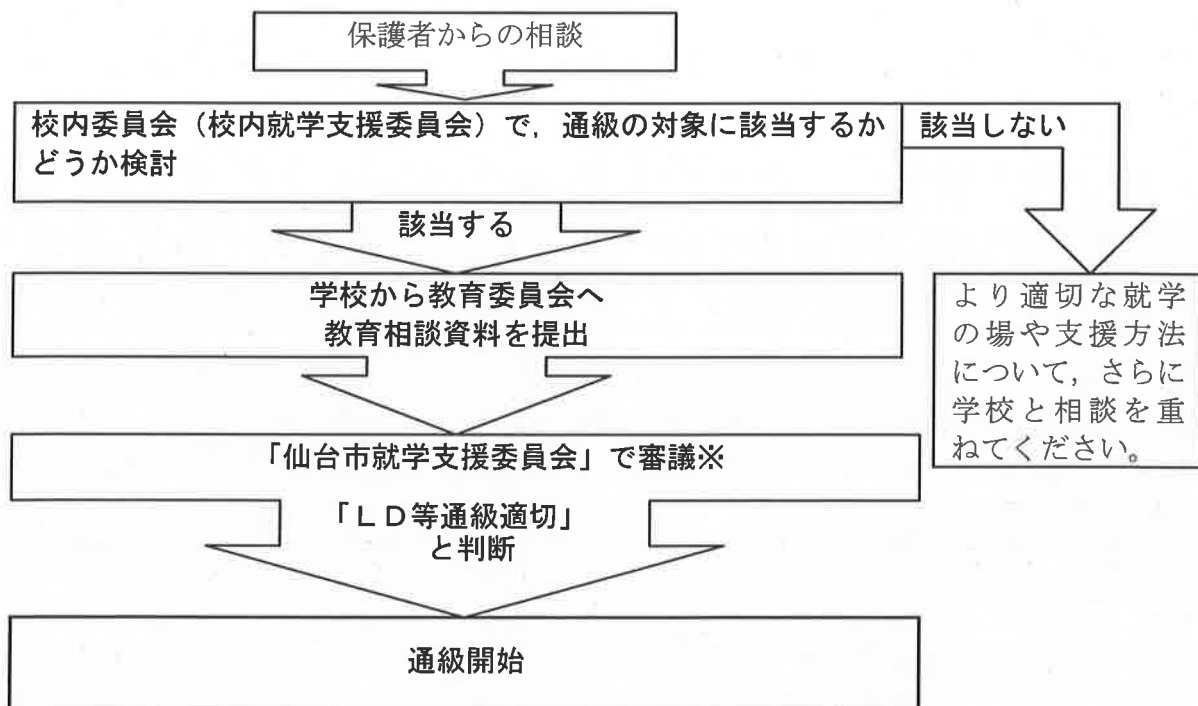 保護者からの相談
校内委員会（校内就学支援委員会）で，通級の対象に該当するか
どうか検討
該当しない
該当する
学校から教育委員会へ
教育相談資料を提出
より適切な就学
の場や支援方法
について，さらに
学校と相談を重
ねてください。
「仙台市就学支援委員会」で審議※
「ＬＤ等通級適切」
と判断
通級開始